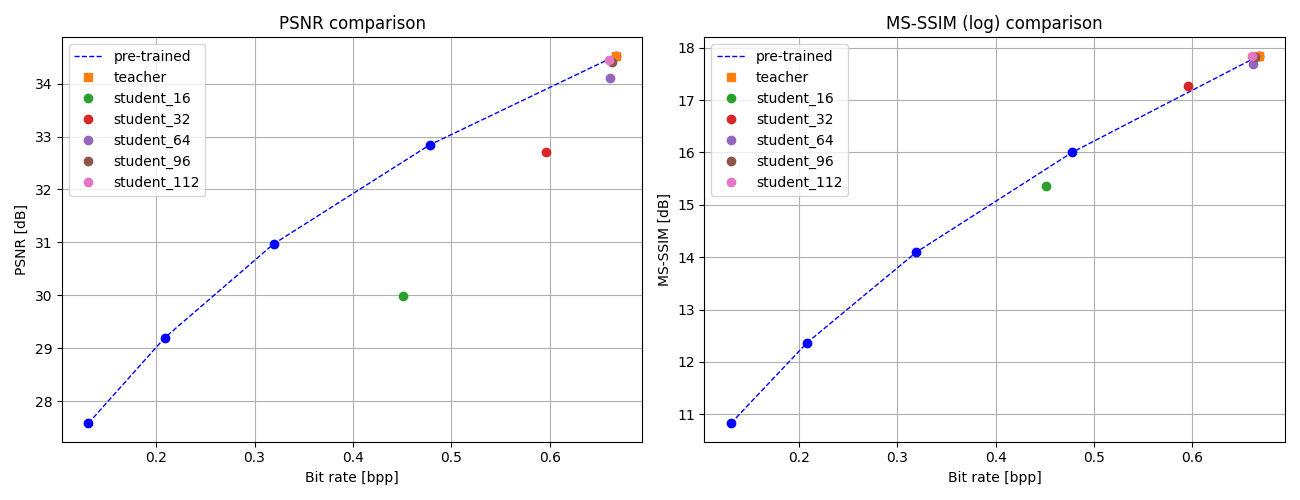 PSNR comparison
34
33
32
31
30
29
28
PSNR [dB]
pre-trained
teacher
student_16
student_32
student_64
student_96
student_112
0.2
0.3
0.4
0.5
0.6
Bit rate [bpp]
MS-SSIM (log) comparison
18
17
16
15
14
13
12
11
MS-SSIM [dB]
pre-trained
teacher
student_16
student_32
student_64
student_96
student_112
0.2
0.3
0.4
0.5
0.6
Bit rate [bpp]